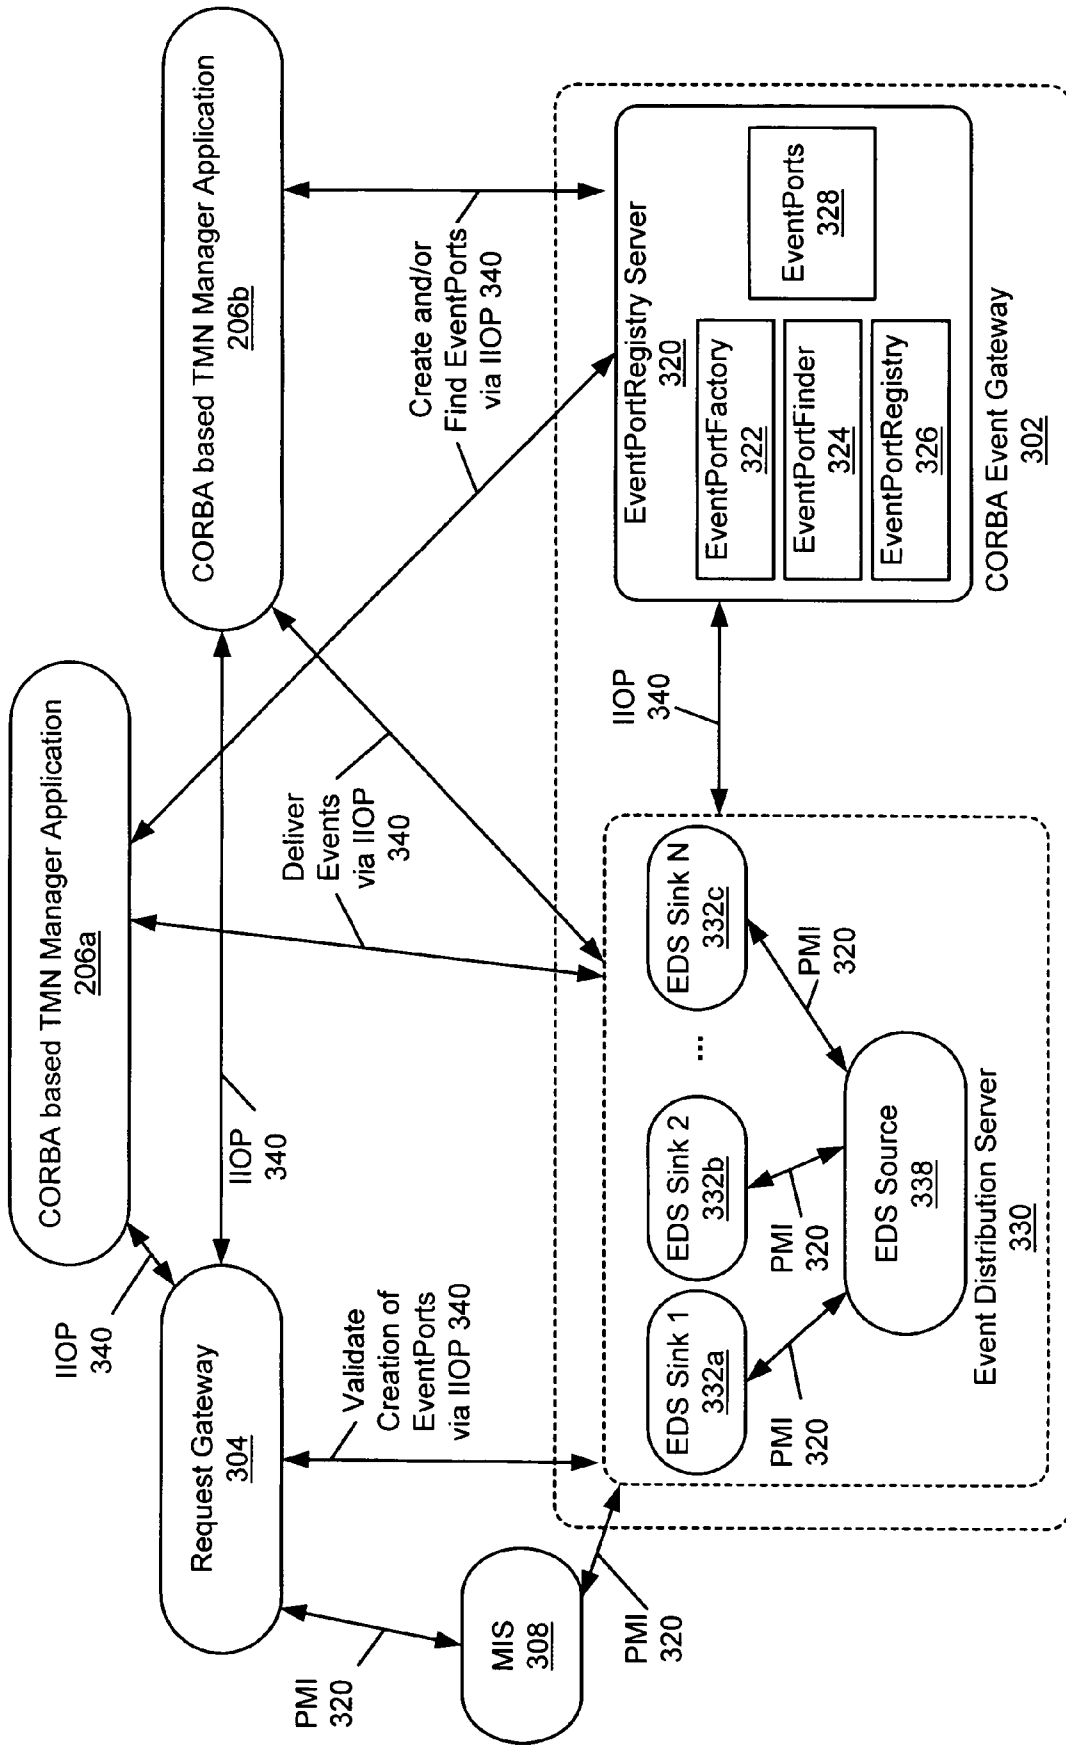 CORBA based TMN Manager Application
206a
CORBA based TMN Manager Application
206b
IIOP
340
Request Gateway
304
IIOP
340
Deliver
Events
via IIOP
340
Create and/or
Find EventPorts
via IIOP 340
Validate
Creation of
EventPorts
via IIOP 340
PMI
320
MIS
308
PMI
320
EDS Sink 1
332a
EDS Sink 2
332b
...
EDS Sink N
332c
PMI
320
PMI
320
PMI
320
EDS Source
338
Event Distribution Server
330
IIOP
340
EventPortRegistry Server
320
EventPortFactory
322
EventPortFinder
324
EventPortRegistry
326
EventPorts
328
CORBA Event Gateway
302